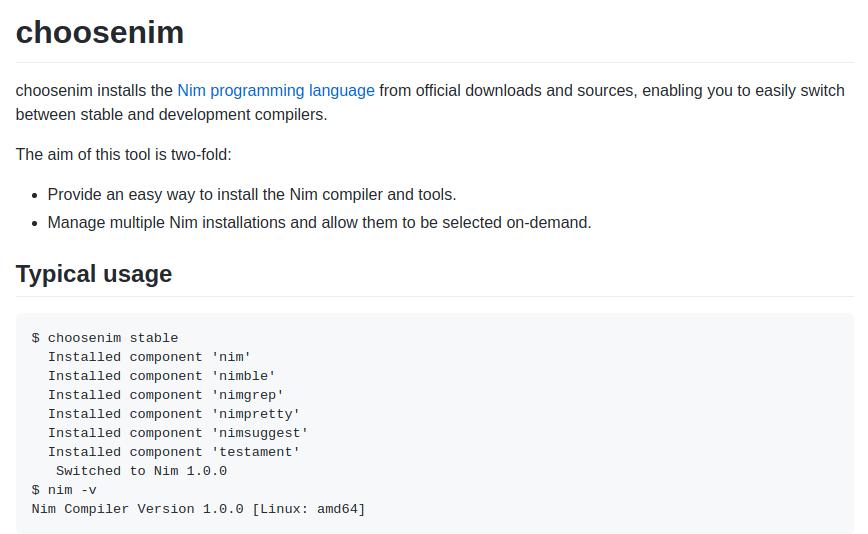 choosenim
choosenim installs the Nim programming language from official downloads and sources, enabling you to easily switch
between stable and development compilers.
The aim of this tool is two-fold:
• Provide an easy way to install the Nim compiler and tools.
• Manage multiple Nim installations and allow them to be selected on-demand.
Typical usage
$ choosenim stable
  Installed component 'nim'
  Installed component 'nimble'
  Installed component 'nimgrep'
  Installed component 'nimpretty'
  Installed component 'nimsuggest'
  Installed component 'testament'
   Switched to Nim 1.0.0
$ nim -v
Nim Compiler Version 1.0.0 [Linux: amd64]